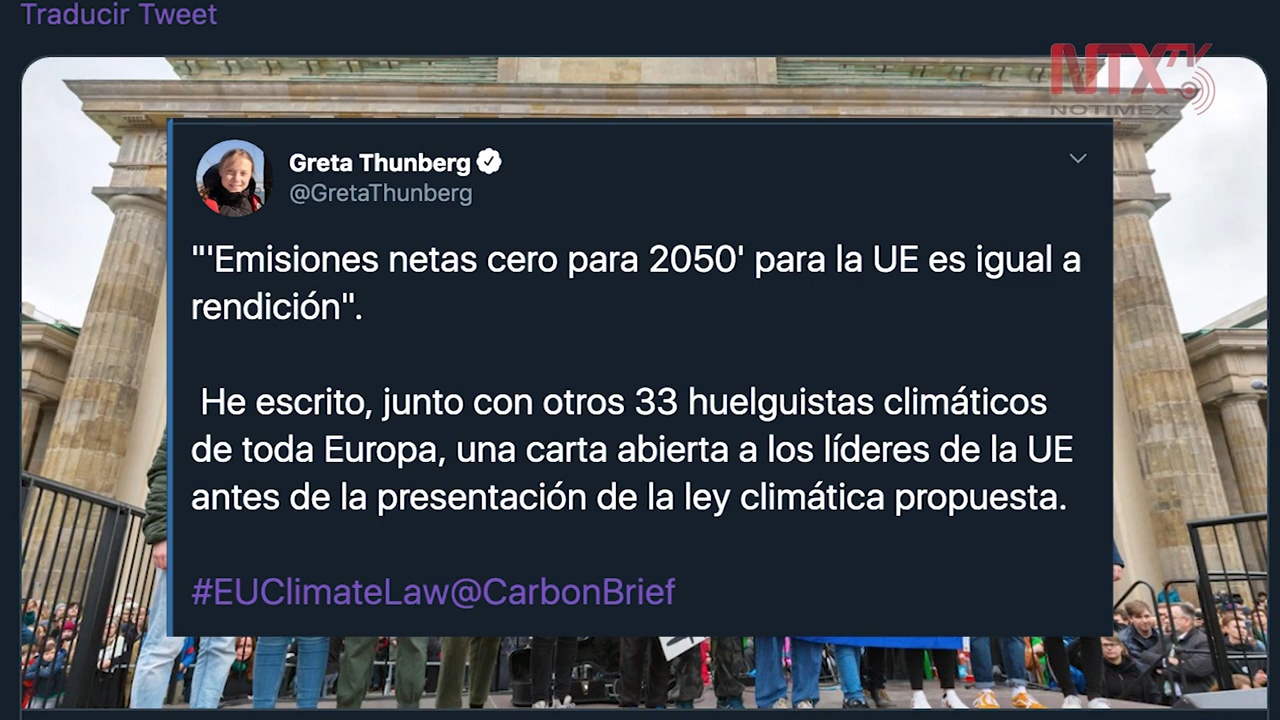 Traducir Tweet
NTXTV
NOTIMEX
Greta Thunberg
@GretaThunberg
"'Emisiones netas cero para 2050' para la UE es igual a
rendición".
He escrito, junto con otros 33 huelguistas climáticos
de toda Europa, una carta abierta a los líderes de la UE
antes de la presentación de la ley climática propuesta.
#EUClimateLaw@CarbonBrief